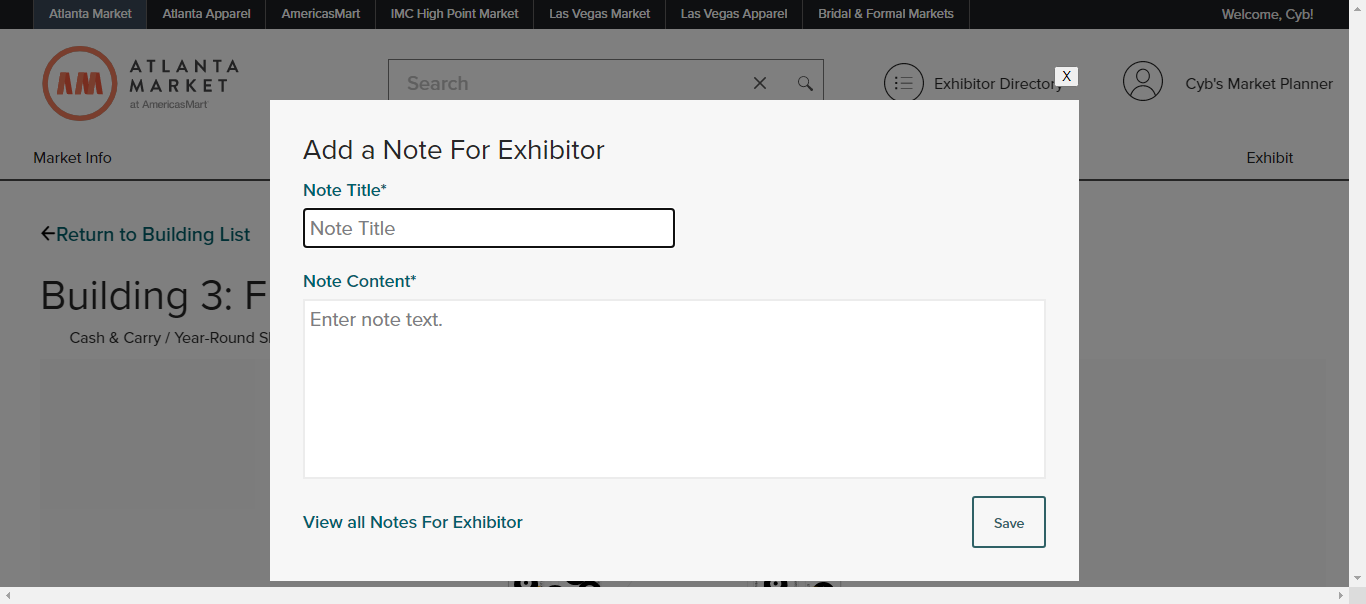 Atlanta Market Atlanta Apparel AmericasMart IMC High Point Market Las Vegas Market Las Vegas Apparel Bridal & Formal Markets Welcome, Cyb!
AM ATLANTA MARKET at AmericasMart
Search
Exhibitor Directory
X
Cyb's Market Planner
Market Info
Exhibit
Return to Building List
Building 3: F
Cash & Carry / Year-Round
Add a Note For Exhibitor
Note Title*
Note Title
Note Content*
Enter note text.
View all Notes For Exhibitor
Save